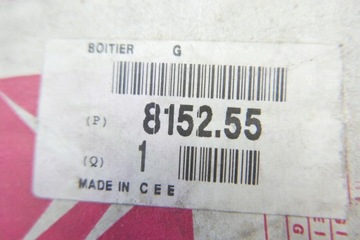 BOITIER G
(P) 8152.55
(Q) 1
MADE IN CEE